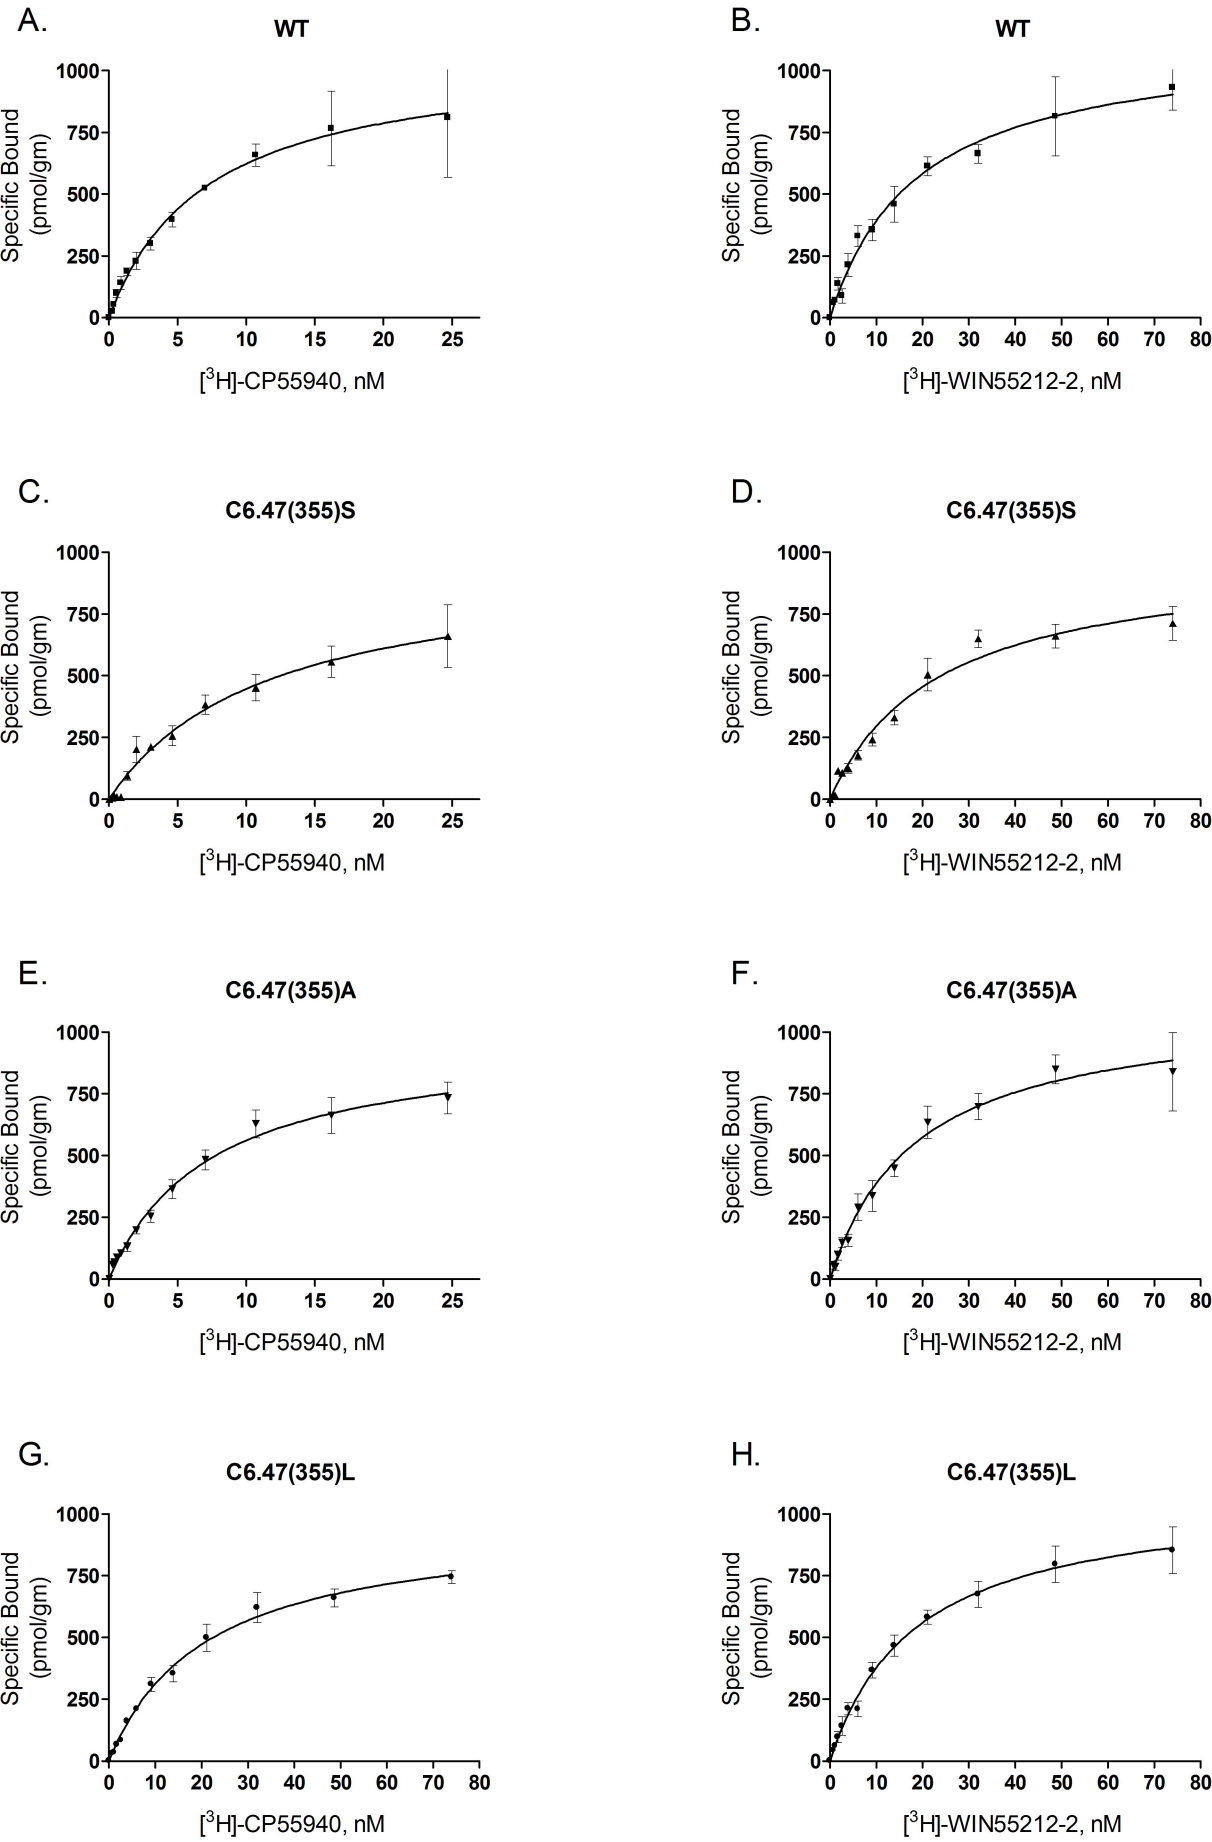 A.
WT
Specific Bound
(pmol/gm)
1000
750
500
250
0
0 5 10 15 20 25
[³H]-CP55940, nM
B.
WT
Specific Bound
(pmol/gm)
1000
750
500
250
0
0 10 20 30 40 50 60 70 80
[³H]-WIN55212-2, nM
C.
C6.47(355)S
Specific Bound
(pmol/gm)
1000
750
500
250
0
0 5 10 15 20 25
[³H]-CP55940, nM
D.
C6.47(355)S
Specific Bound
(pmol/gm)
1000
750
500
250
0
0 10 20 30 40 50 60 70 80
[³H]-WIN55212-2, nM
E.
C6.47(355)A
Specific Bound
(pmol/gm)
1000
750
500
250
0
0 5 10 15 20 25
[³H]-CP55940, nM
F.
C6.47(355)A
Specific Bound
(pmol/gm)
1000
750
500
250
0
0 10 20 30 40 50 60 70 80
[³H]-WIN55212-2, nM
G.
C6.47(355)L
Specific Bound
(pmol/gm)
1000
750
500
250
0
0 10 20 30 40 50 60 70 80
[³H]-CP55940, nM
H.
C6.47(355)L
Specific Bound
(pmol/gm)
1000
750
500
250
0
0 10 20 30 40 50 60 70 80
[³H]-WIN55212-2, nM